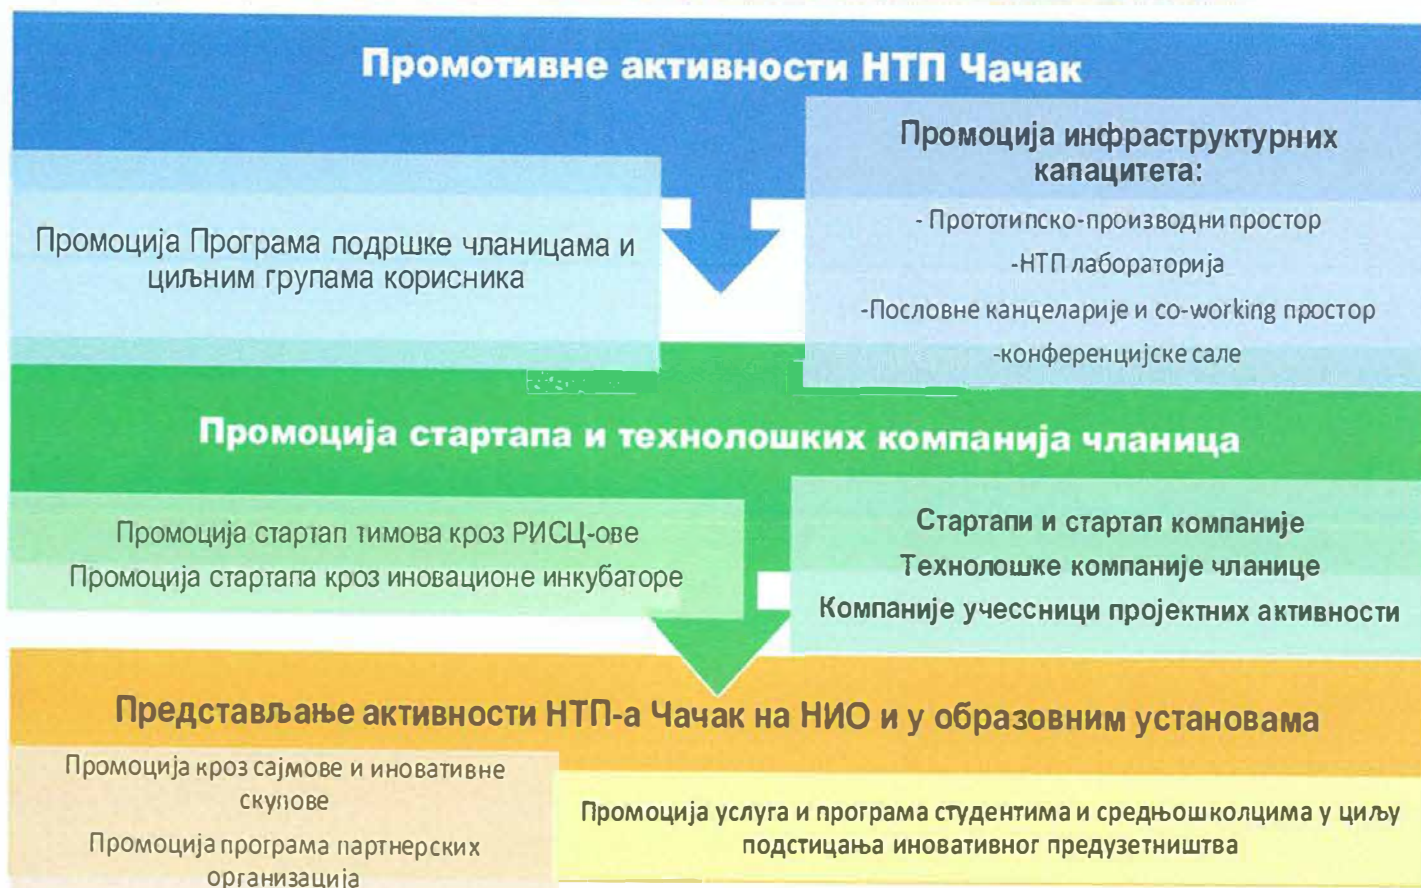 Промотивне активности НТП Чачак
Промоција Програма подршке чланицама и
циљним групама корисника
Промоција инфраструктурних
капацитета:
- Прототипско-производни простор
-НТП лабораторија
-Пословне канцеларије и co-working простор
-конференцијске сале
Промоција стартапа и технолошких компанија чланица
Промоција стартап тимова кроз РИСЦ-ове
Промоција стартапа кроз иновационе инкубаторе
Стартапи и стартап компаније
Технолошке компаније чланице
Компаније учессници пројектних активности
Представљање активности НТП-а Чачак на НИО и у образовним установама
Промоција кроз сајмове и иновативне
скупове
Промоција програма партнерских
организација
Промоција услуга и програма студентима и средњошколцима у циљу
подстицања иновативног предузетништва